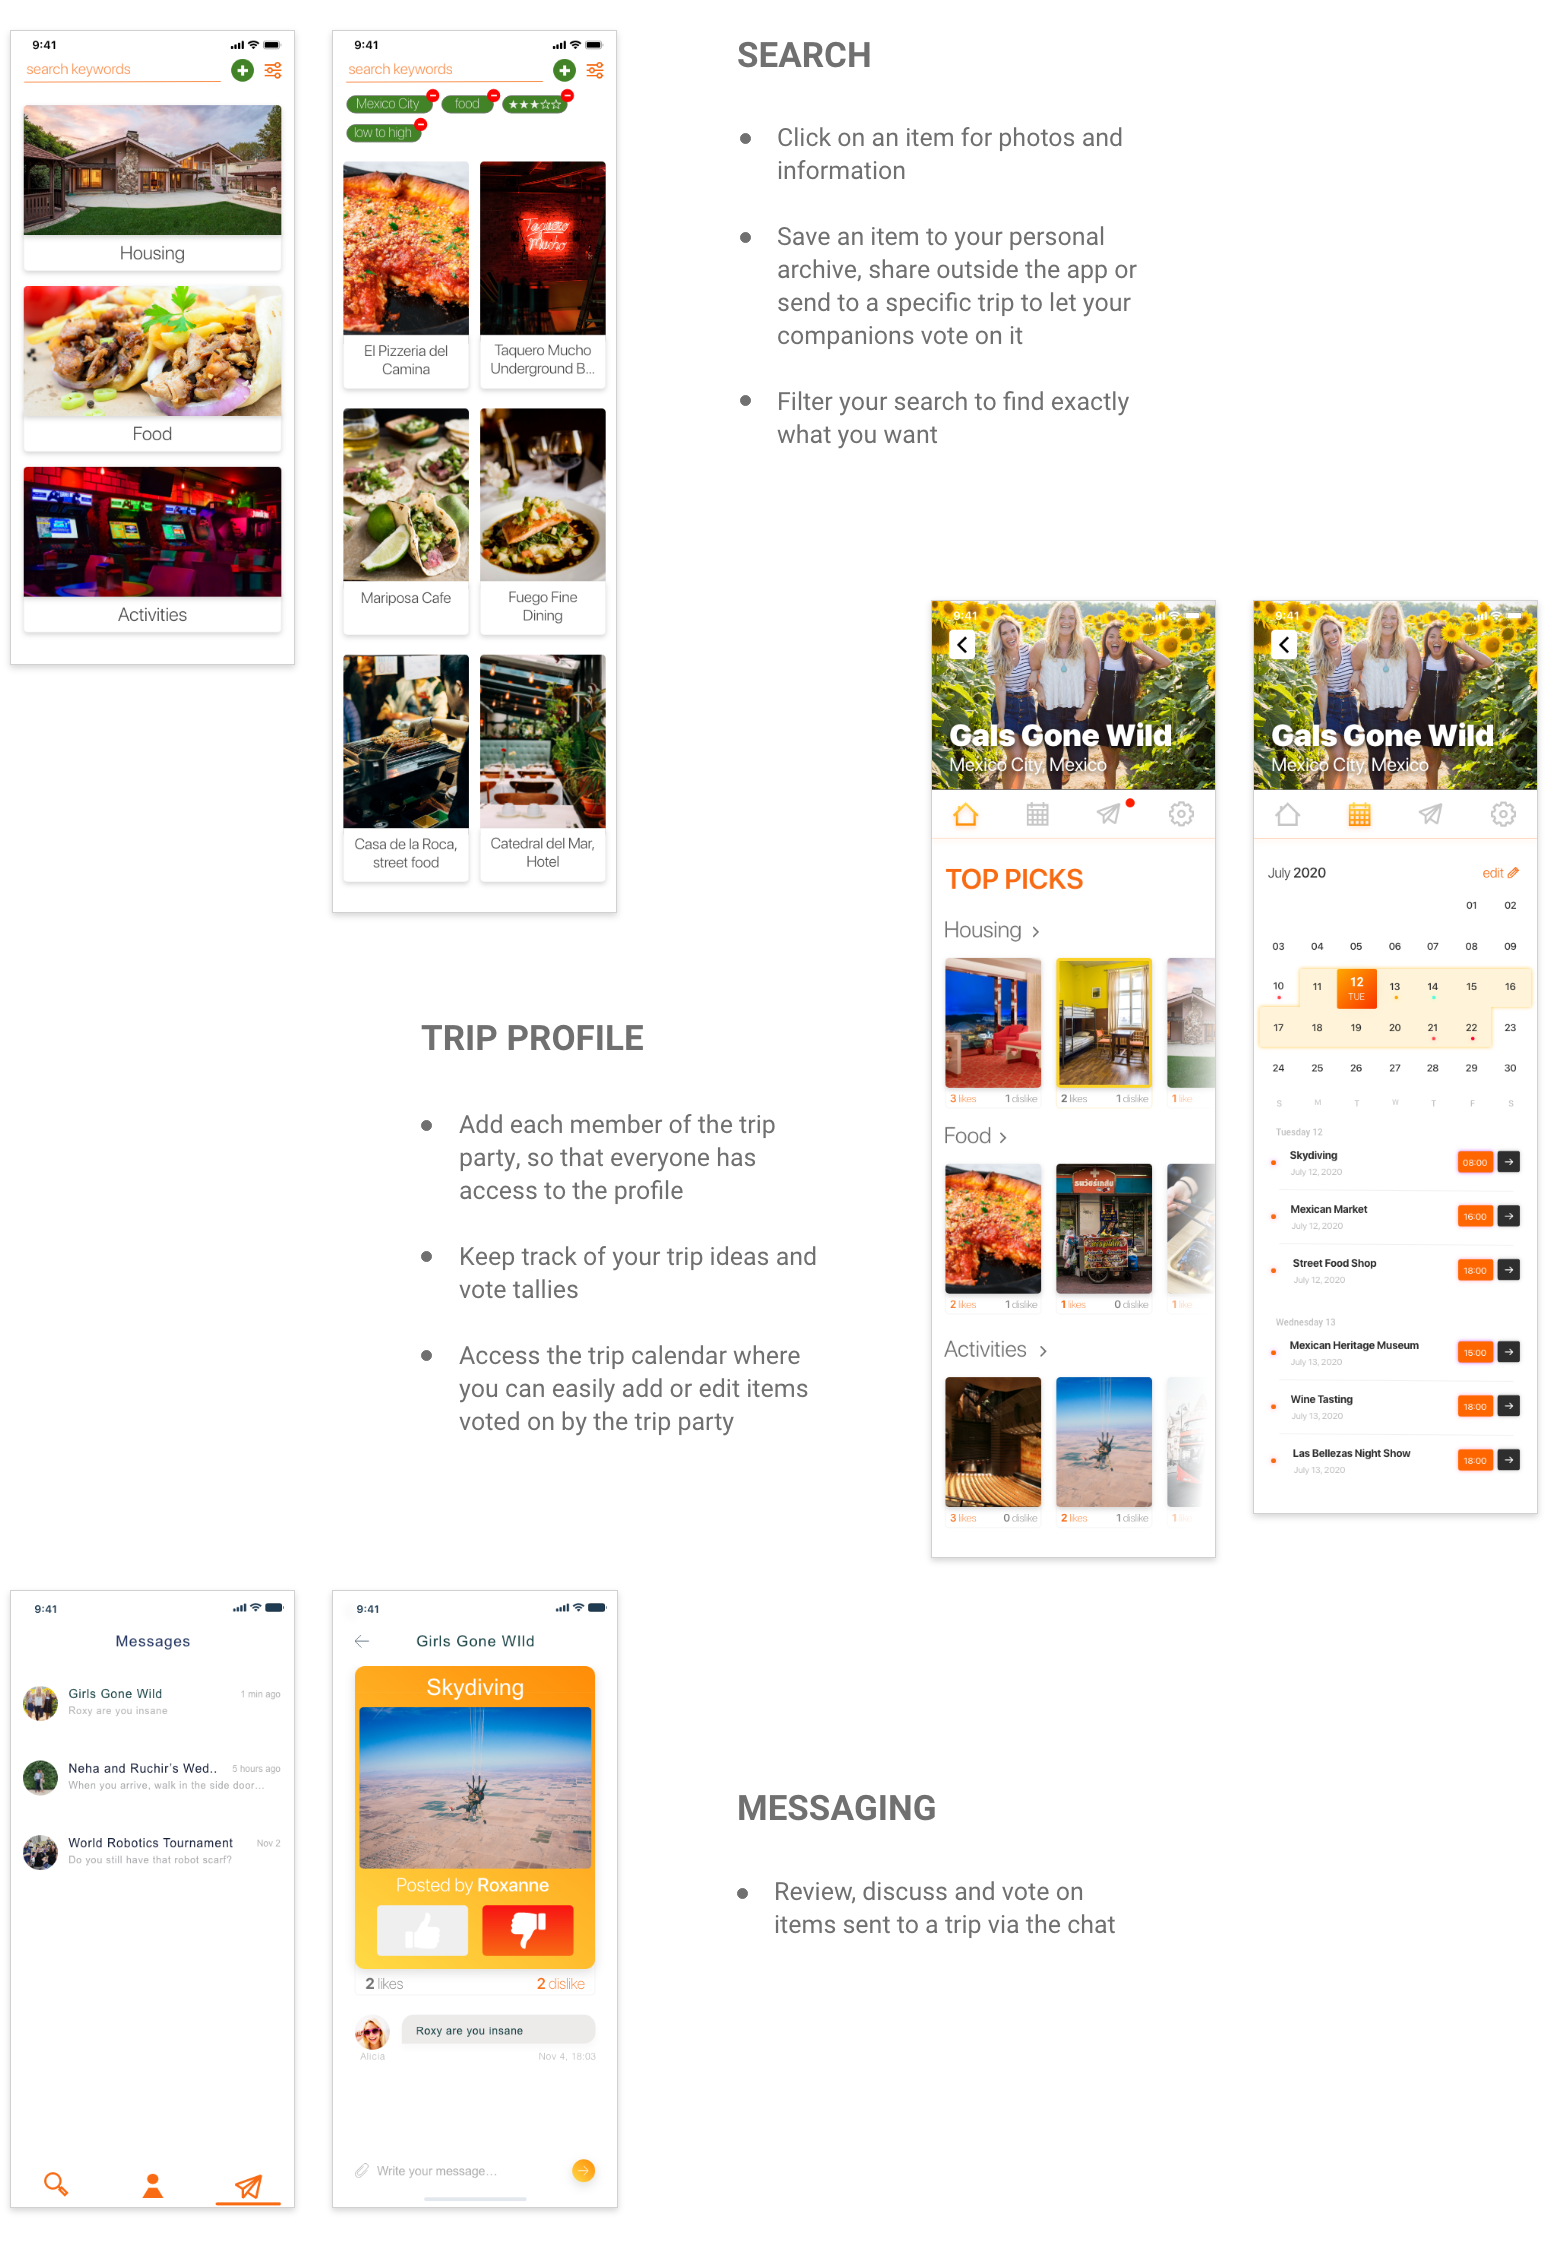 9:41
search keywords
Housing
Food
Activities
9:41
search keywords
Mexico City
food
★★★☆☆
low to high
Taquero
Mucho
El Pizzeria del
Camina
Taquero Mucho
Underground B...
Mariposa Cafe
Fuego Fine
Dining
Casa de la Roca,
street food
Catedral del Mar,
Hotel
SEARCH
• Click on an item for photos and
information
• Save an item to your personal
archive, share outside the app or
send to a specific trip to let your
companions vote on it
• Filter your search to find exactly
what you want
TRIP PROFILE
• Add each member of the trip
party, so that everyone has
access to the profile
• Keep track of your trip ideas and
vote tallies
• Access the trip calendar where
you can easily add or edit items
voted on by the trip party
9:41
Gals Gone Wild
Mexico City, Mexico
TOP PICKS
Housing >
3 likes 1 dislike
2 likes 1 dislike
1 like
Food >
2 likes 1 dislike
1 likes 0 dislike
1 like
Activities >
3 likes 0 dislike
2 likes 1 dislike
1 like
9:41
Gals Gone Wild
Mexico City, Mexico
July 2020
edit
01 02
03 04 05 06 07 08 09
10 11 12 13 14 15 16
TUE
17 18 19 20 21 22 23
24 25 26 27 28 29 30
S M T W T F S
Tuesday 12
Skydiving
July 12, 2020
08:00
Mexican Market
July 12, 2020
16:00
Street Food Shop
July 12, 2020
18:00
Wednesday 13
Mexican Heritage Museum
July 13, 2020
15:00
Wine Tasting
July 13, 2020
18:00
Las Bellezas Night Show
July 13, 2020
18:00
9:41
Messages
Girls Gone Wild 1 min ago
Roxy are you insane
Neha and Ruchir's Wed.. 5 hours ago
When you arrive, walk in the side door...
World Robotics Tournament Nov 2
Do you still have that robot scarf?
9:41
Girls Gone WIld
Skydiving
Posted by Roxanne
2 likes 2 dislike
Roxy are you insane
Alicia Nov 4, 18:03
Write your message...
MESSAGING
• Review, discuss and vote on
items sent to a trip via the chat